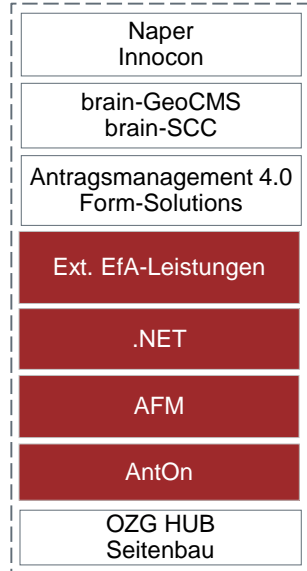 Naper
Innocon
brain-GeoCMS
brain-SCC
Antragsmanagement 4.0
Form-Solutions
Ext. EfA-Leistungen
.NET
AFM
AntOn
OZG HUB
Seitenbau